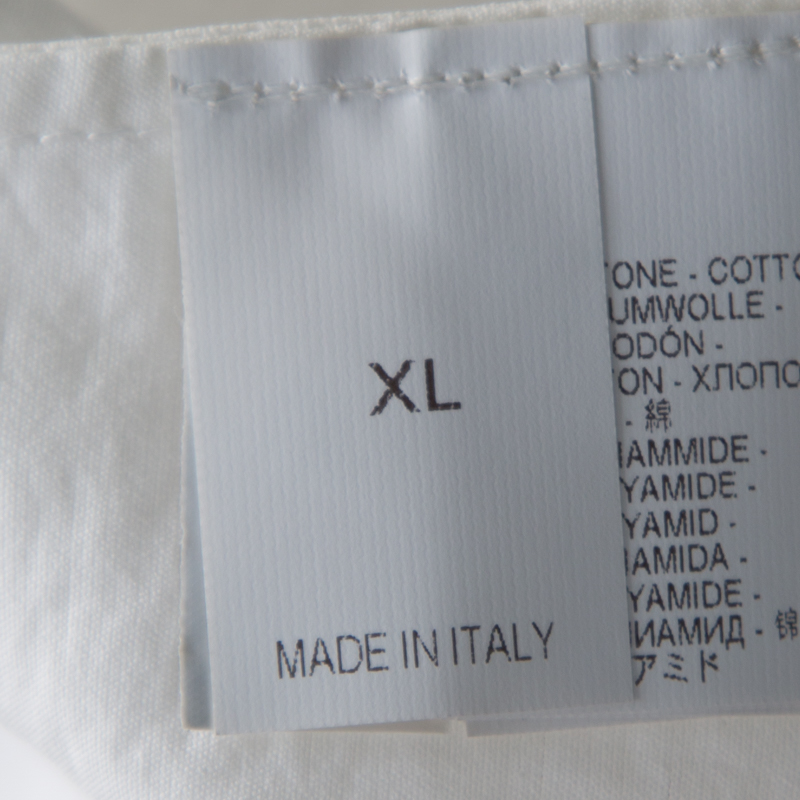 XL
MADE IN ITALY
TONE - COTTO
UMWOLLE -
ODÓN -
TON - ХЛОПО
- 綿
IAMMIDE -
YAMIDE -
YAMID -
IAMIDA -
YAMIDE -
ИАМИД - 锦
アミド